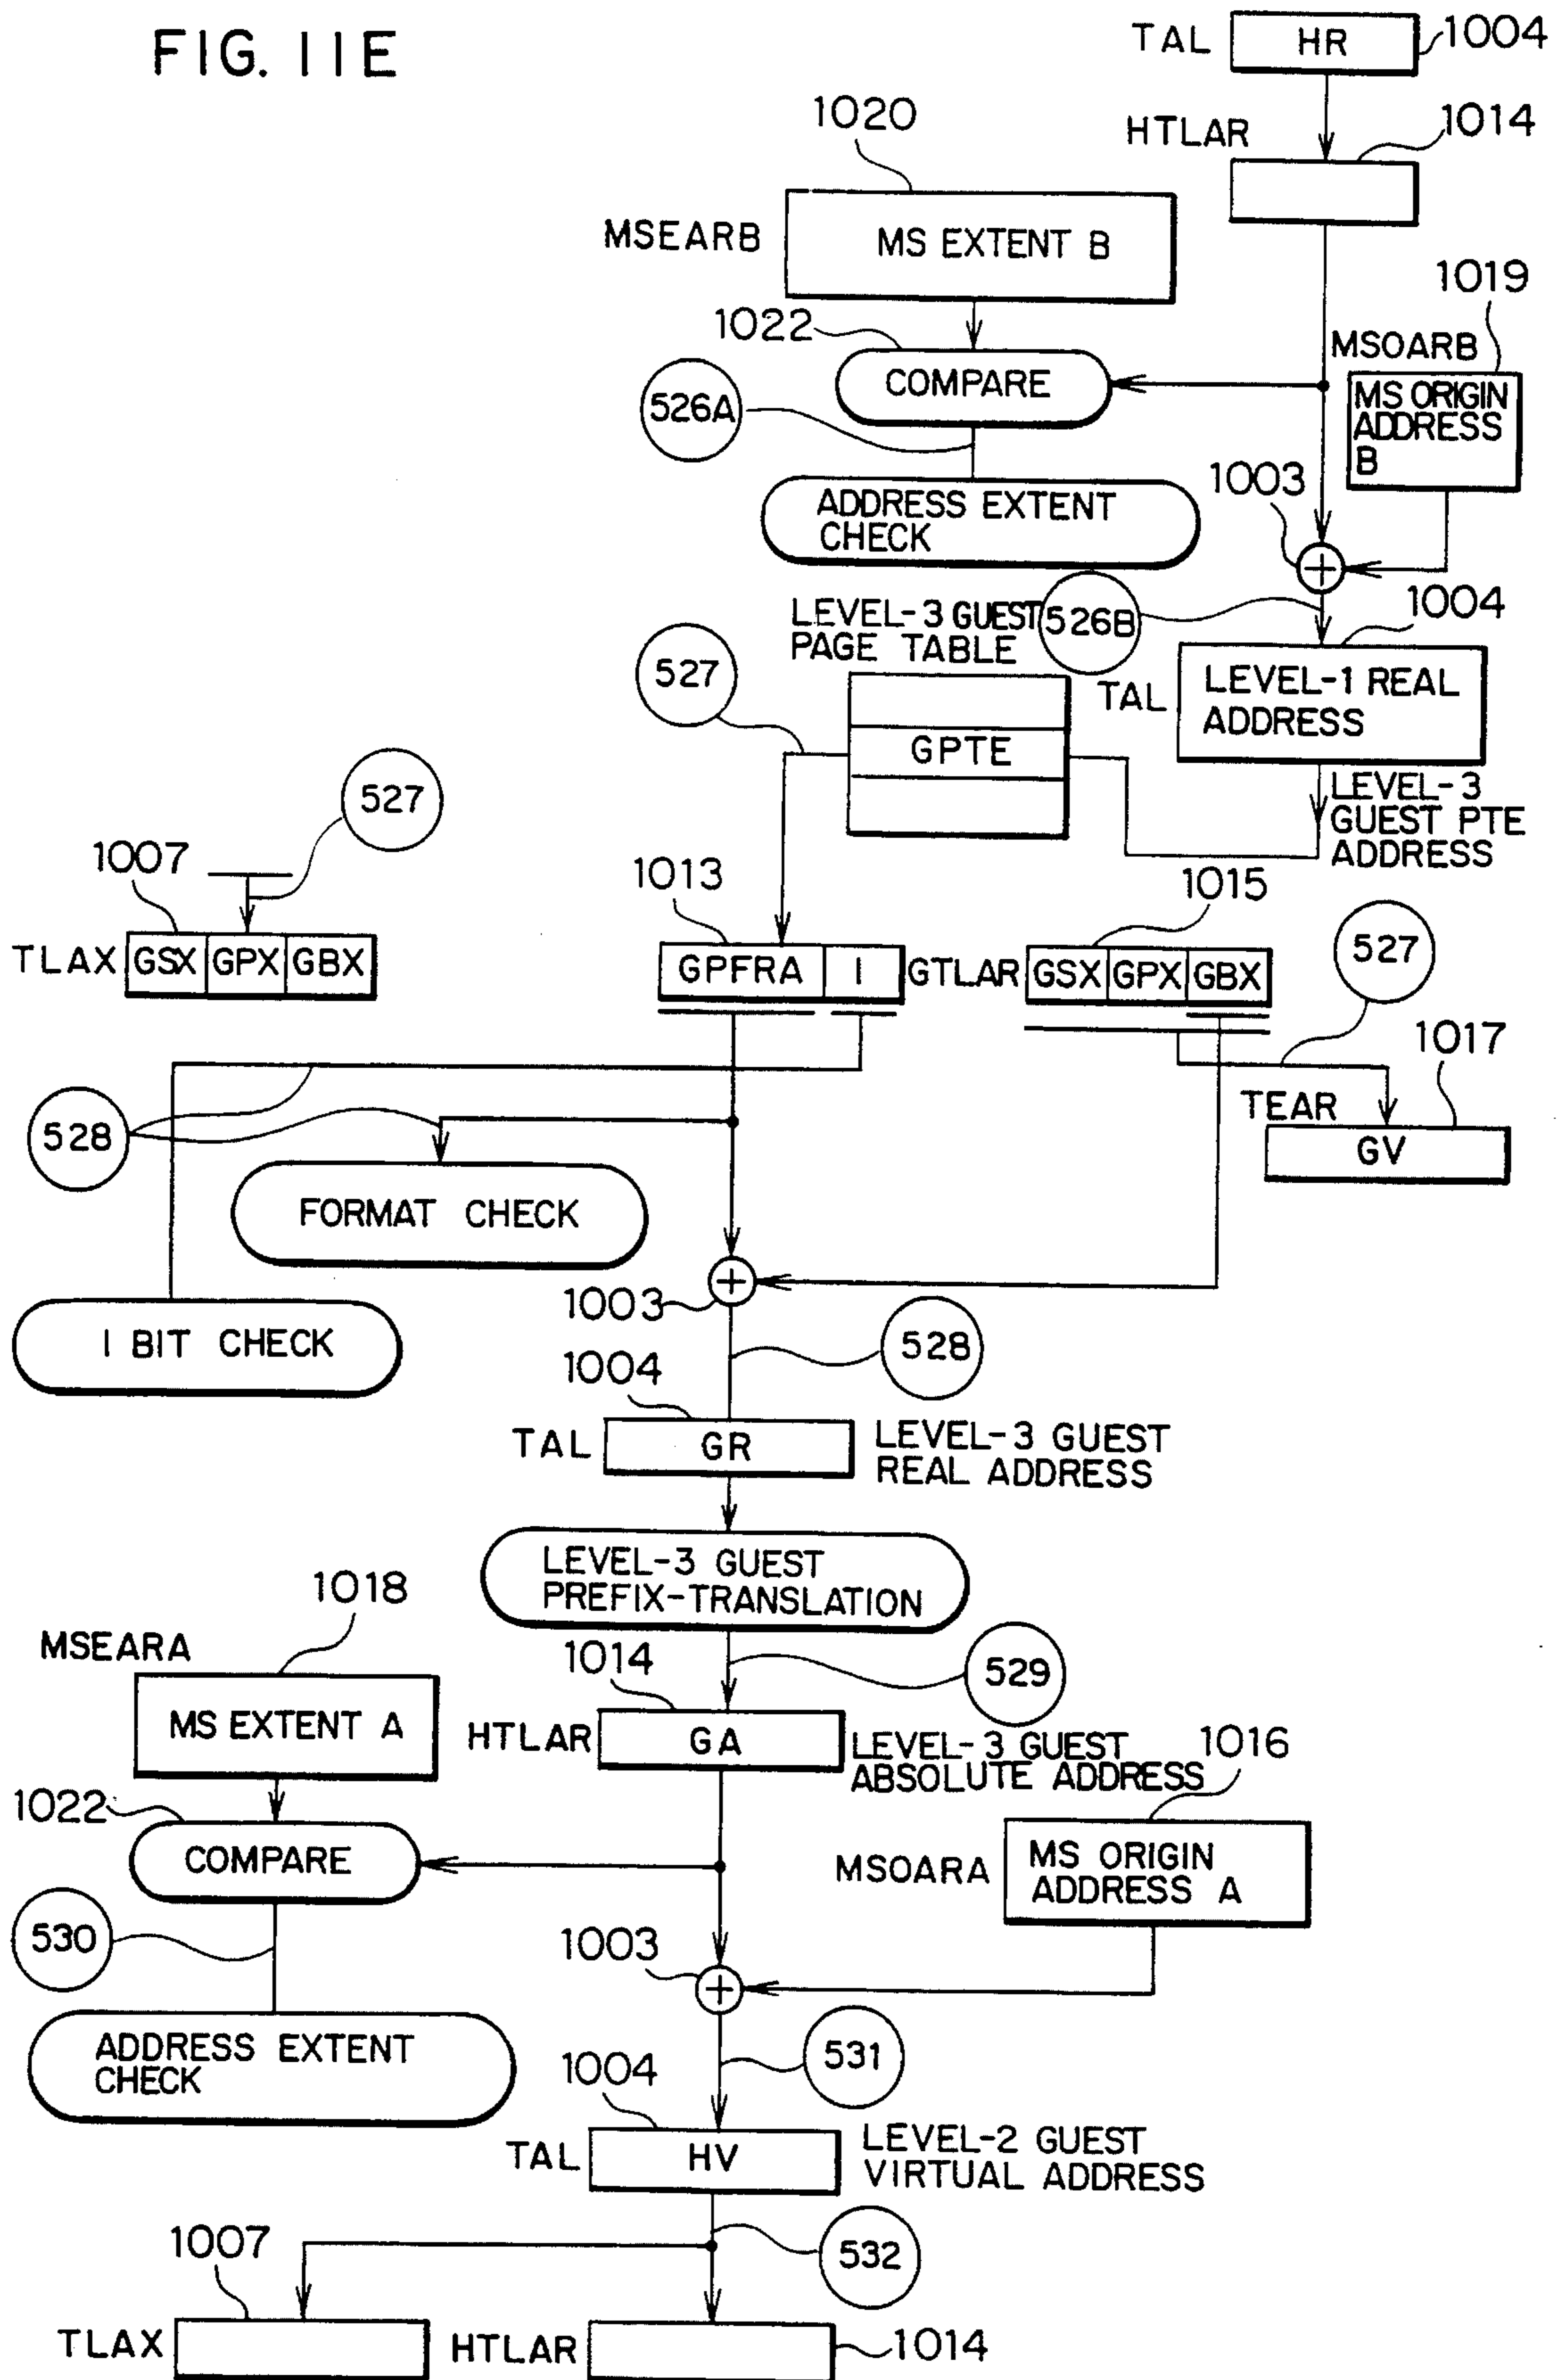 FIG. 11E
TAL HR 1004
HTLAR 1014
1020
MSEARB MS EXTENT B
1019
1022
MSOARB
COMPARE
MS ORIGIN
ADDRESS
B
526A
1003
ADDRESS EXTENT
CHECK
526B
1004
LEVEL-3 GUEST
PAGE TABLE
527
TAL LEVEL-1 REAL
ADDRESS
GPTE
LEVEL-3
GUEST PTE
ADDRESS
527
1007
1013
1015
527
TLAX GSX GPX GBX
GPFRA I
GTLAR GSX GPX GBX
1017
TEAR
GV
528
FORMAT CHECK
1003
I BIT CHECK
528
1004
TAL GR LEVEL-3 GUEST
REAL ADDRESS
LEVEL-3 GUEST
PREFIX-TRANSLATION
1018
MSEARA
MS EXTENT A
1014
529
HTLAR GA LEVEL-3 GUEST
ABSOLUTE ADDRESS
1016
1022
COMPARE
MSOARA MS ORIGIN
ADDRESS A
530
1003
ADDRESS EXTENT
CHECK
531
1004
TAL HV LEVEL-2 GUEST
VIRTUAL ADDRESS
532
1007
TLAX
HTLAR 1014